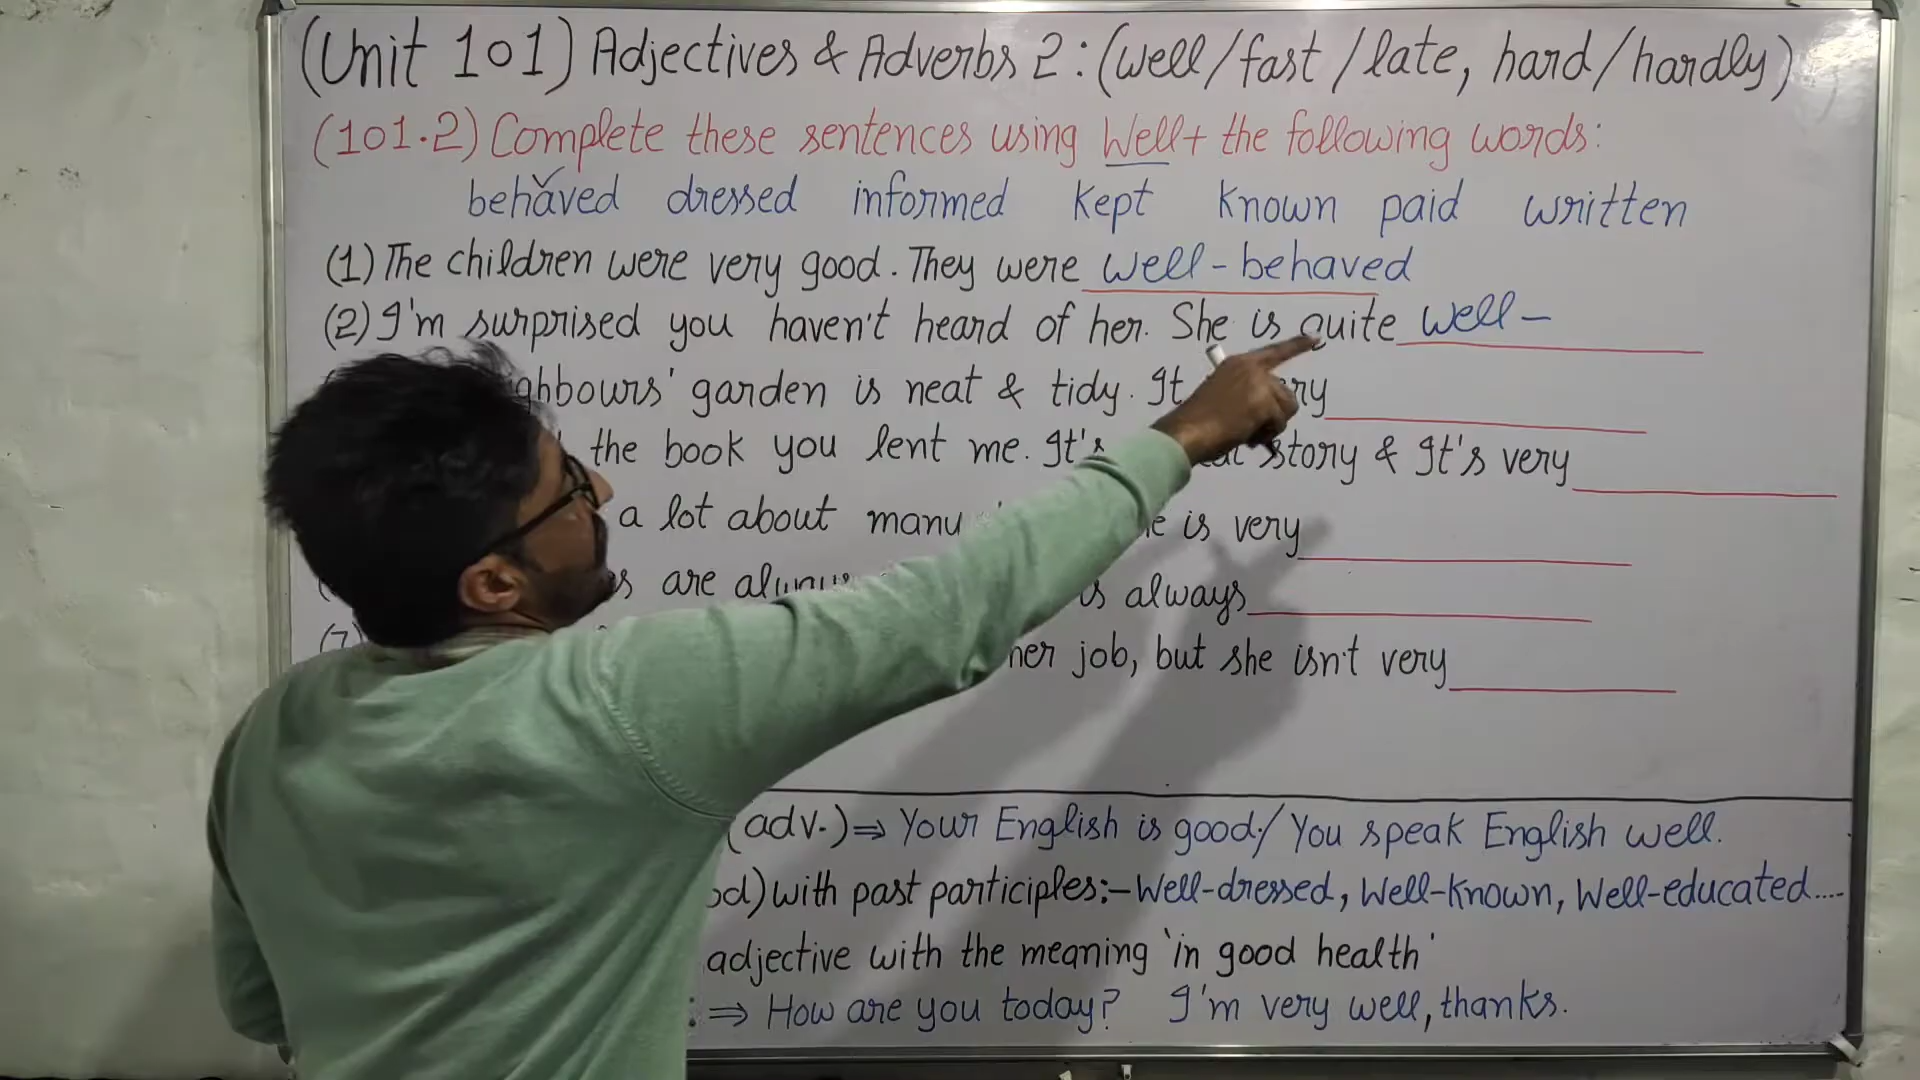 (Unit 101) Adjectives & Adverbs 2 : (well/fast/late, hard/hardly)
(101.2) Complete these sentences using Well + the following words:
behaved dressed informed kept known paid written
(1) The children were very good. They were well-behaved
(2) I'm surprised you haven't heard of her. She is quite well-
neighbours' garden is neat & tidy. It very
the book you lent me. It's story & It's very
a lot about many is very
are always always
(7) her job, but she isn't very
(adv.) ⇒ Your English is good./ You speak English well.
with past participles:- Well-dressed, Well-known, Well-educated....
adjective with the meaning 'in good health'
: ⇒ How are you today? I'm very well, thanks.